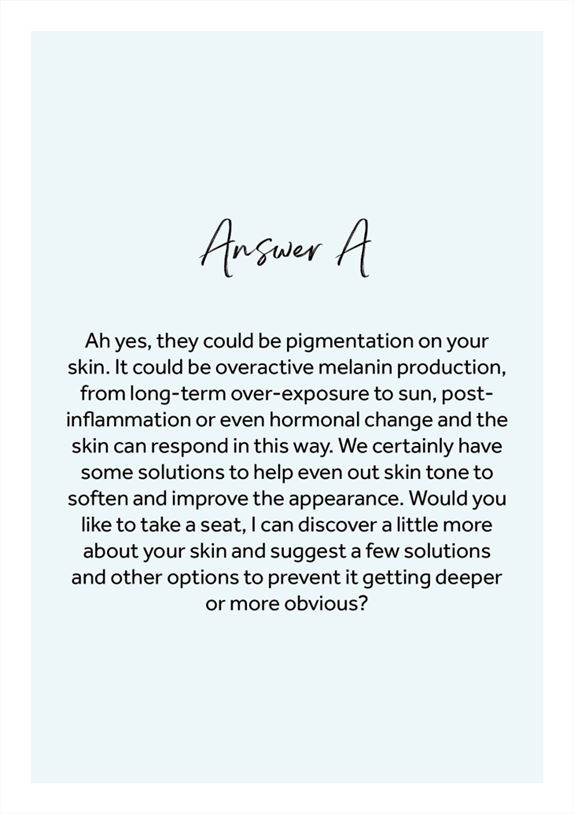 Answer A
Ah yes, they could be pigmentation on your
skin. It could be overactive melanin production,
from long-term over-exposure to sun, post-
inflammation or even hormonal change and the
skin can respond in this way. We certainly have
some solutions to help even out skin tone to
soften and improve the appearance. Would you
like to take a seat, I can discover a little more
about your skin and suggest a few solutions
and other options to prevent it getting deeper
or more obvious?